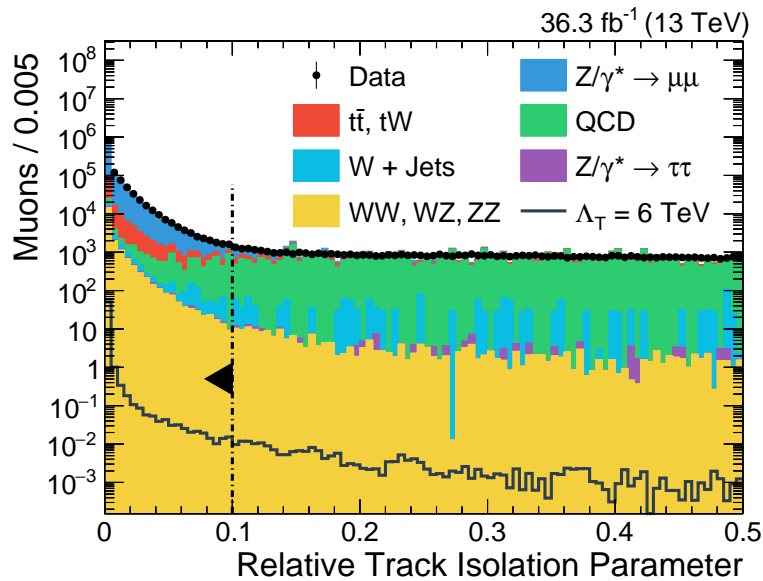 36.3 fb⁻¹ (13 TeV)
Muons / 0.005
10⁸
10⁷
10⁶
10⁵
10⁴
10³
10²
10
1
10⁻¹
10⁻²
10⁻³
Data
Z/γ* → μμ
tt̄, tW
QCD
W + Jets
Z/γ* → ττ
WW, WZ, ZZ
Λ_T = 6 TeV
0 0.1 0.2 0.3 0.4 0.5
Relative Track Isolation Parameter